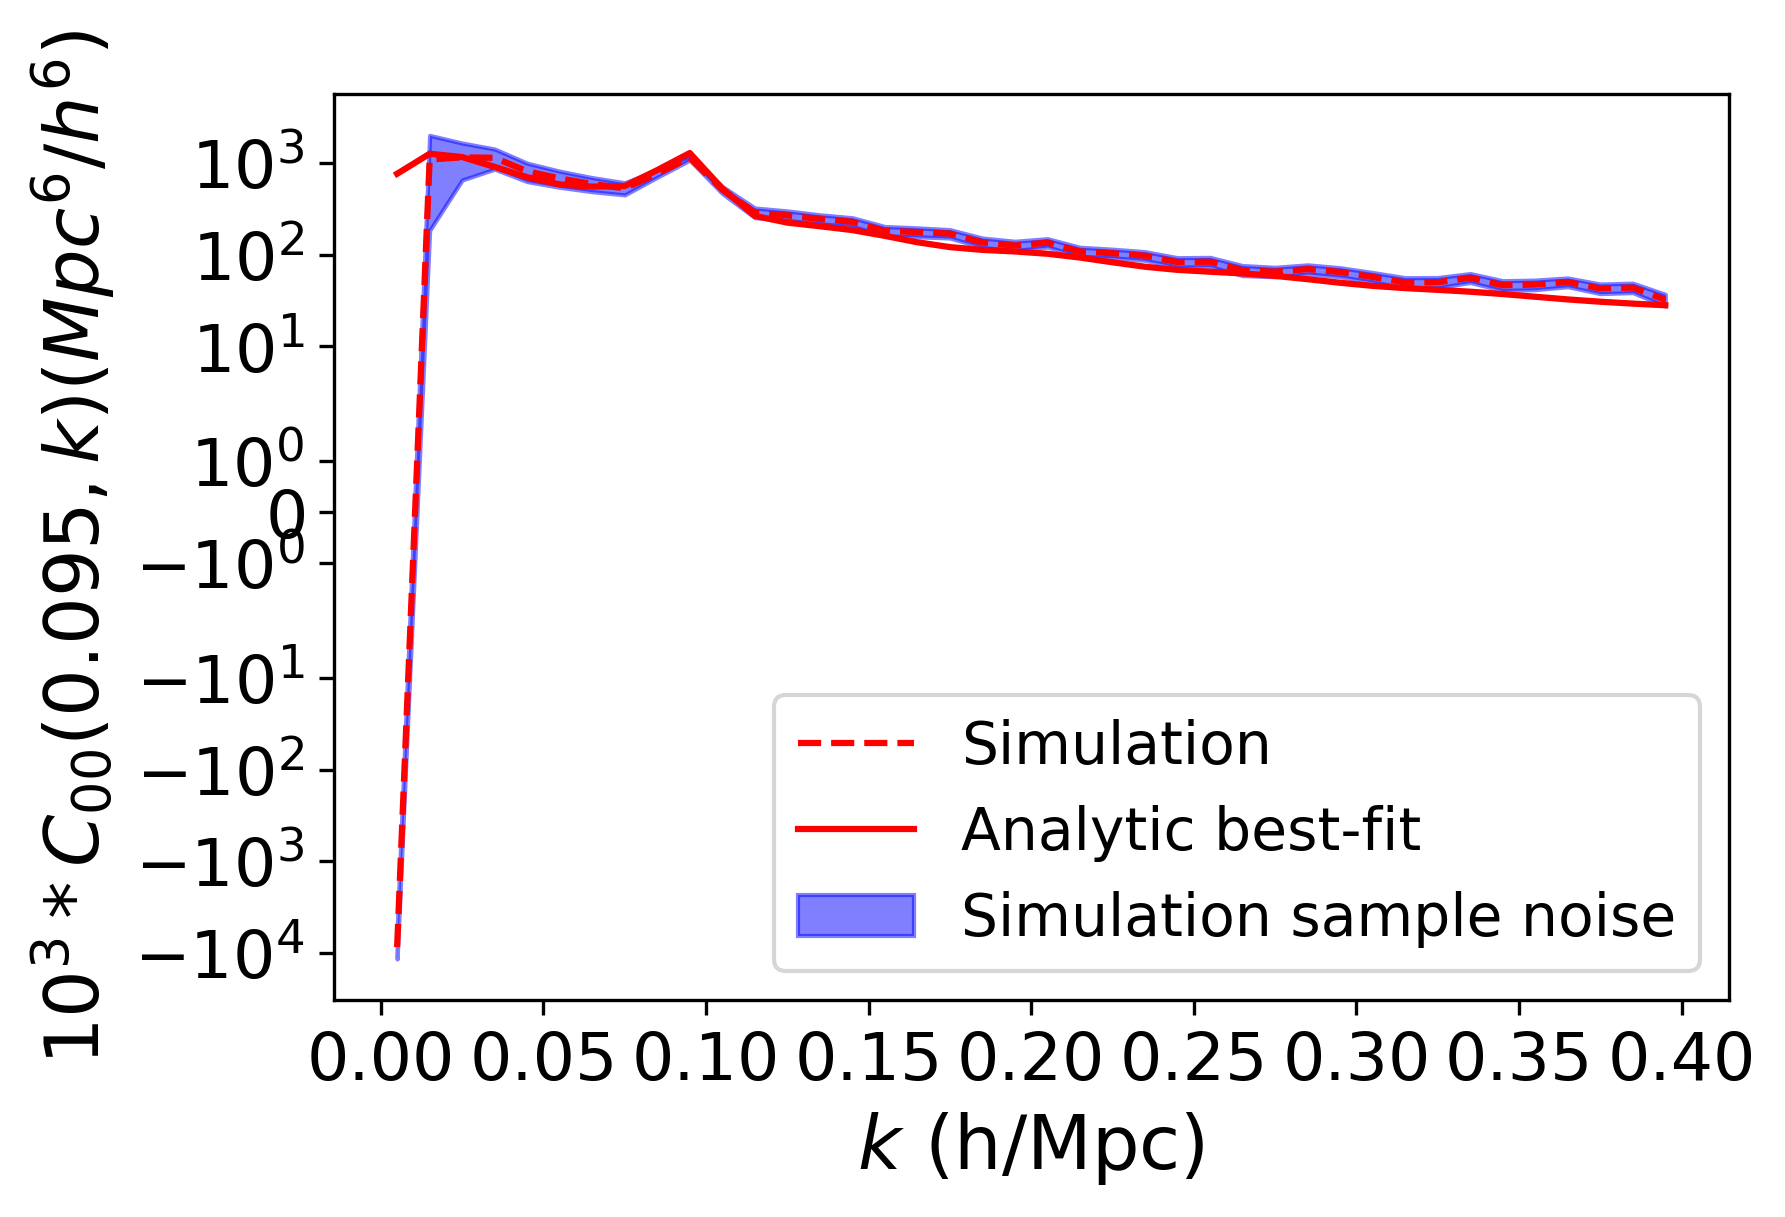 10³ * C₀₀(0.095, k)(Mpc⁶/h⁶)
10³
10²
10¹
10⁰
0
−10⁰
−10¹
−10²
−10³
−10⁴
Simulation
Analytic best-fit
Simulation sample noise
0.00 0.05 0.10 0.15 0.20 0.25 0.30 0.35 0.40
k (h/Mpc)